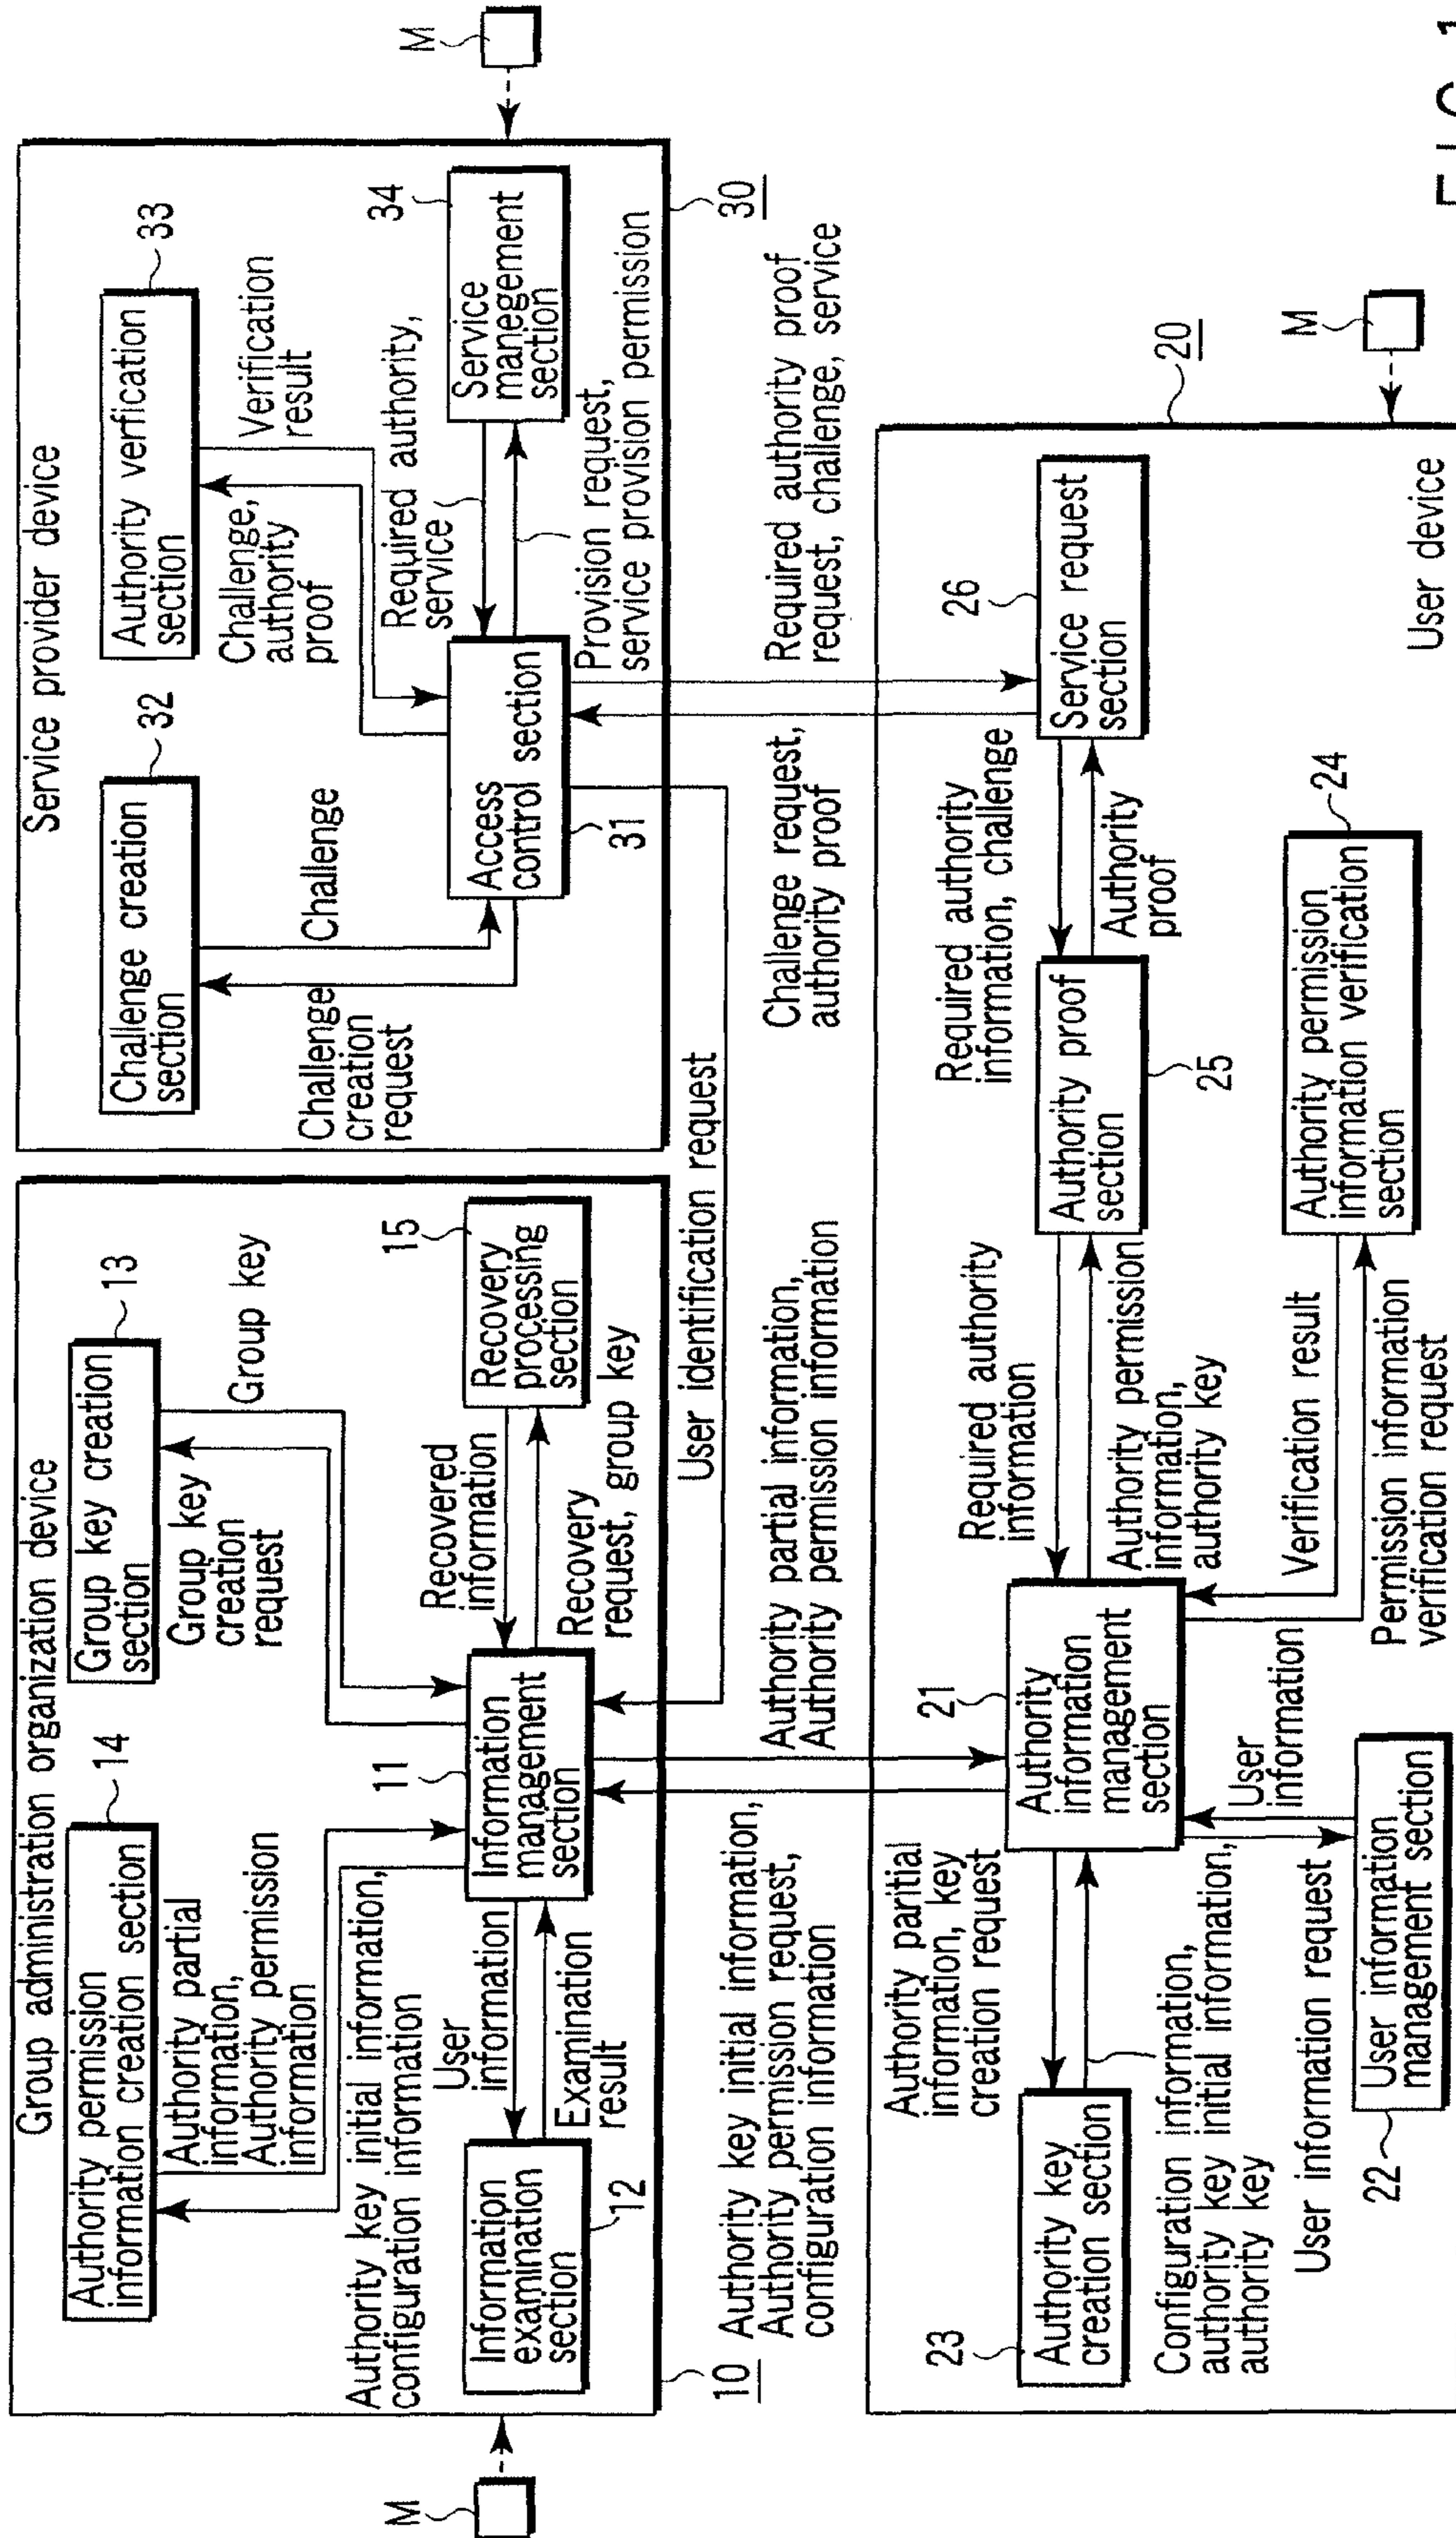 Group administration organization device
Authority permission
information creation section
14
Group key creation
section
13
Authority partial
information,
Authority permission
information
Group key
creation
request
Group key
Authority key initial information,
configuration information
User
information
Examination
result
Information
examination
section
12
11
Information
management
section
Recovered
information
Recovery
request, group key
15
Recovery
processing
section
M
10
Service provider device
Challenge creation
section
32
Authority verfication
section
33
Challenge
creation
request
Challenge
Challenge,
authority
proof
Verification
result
Access
control section
31
Required authority,
service
Provision request,
service provision permission
34
Service
manegement
section
30
M
User identification request
Authority key initial information,
Authority permission request,
configuration information
Authority partial information,
Authority permission information
Challenge request,
authority proof
Required authority proof
request, challenge, service
20
M
User device
Authority paritial
information, key
creation request
23
Authority key
creation section
Configuration information,
authority key initial information,
authority key
21
Authority
information
management
section
Required authority
information
Authority permission
information,
authority key
Authority proof
section
25
Required authority
information, challenge
Authority
proof
26
Service request
section
User information request
User
information
22
User information
management section
Verification result
Permission information
verification request
Authority permission
information verification
section
24